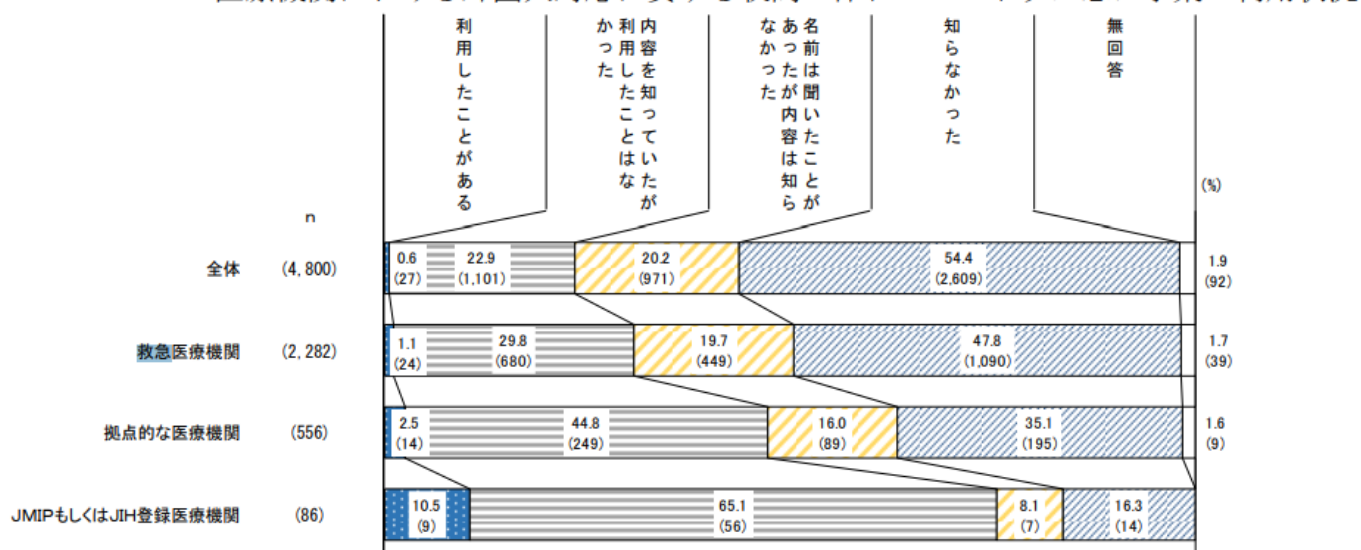 利用したことがある
内容を知っていたが
利用したことはな
かった
名前は聞いたことが
あったが内容は知ら
なかった
知らなかった
無回答
(%)
n
全体 (4,800) 0.6 (27) 22.9 (1,101) 20.2 (971) 54.4 (2,609) 1.9 (92)
救急医療機関 (2,282) 1.1 (24) 29.8 (680) 19.7 (449) 47.8 (1,090) 1.7 (39)
拠点的な医療機関 (556) 2.5 (14) 44.8 (249) 16.0 (89) 35.1 (195) 1.6 (9)
JMIPもしくはJIH登録医療機関 (86) 10.5 (9) 65.1 (56) 8.1 (7) 16.3 (14)